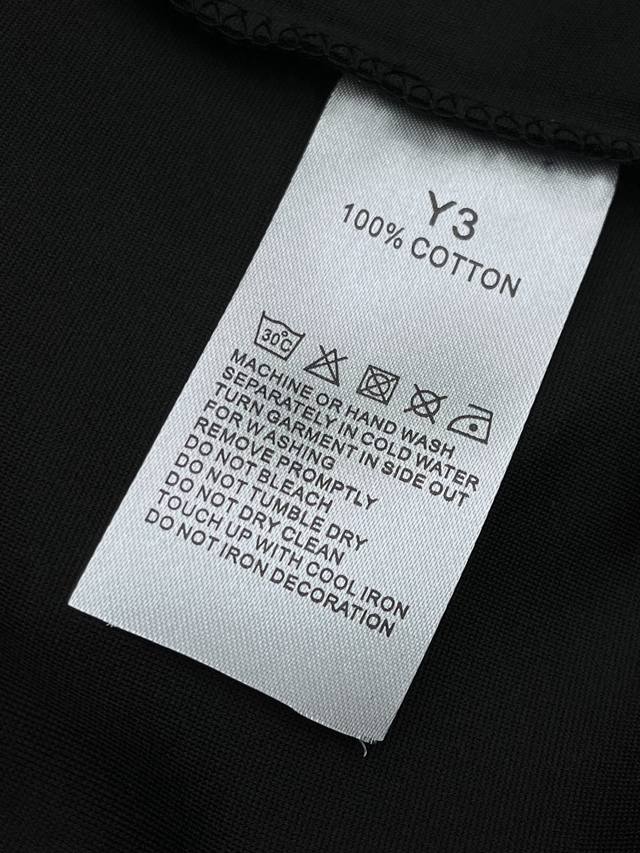 Y3
100% COTTON
30°C
MACHINE OR HAND WASH
SEPARATELY IN COLD WATER
TURN GARMENT IN SIDE OUT
FOR WASHING
REMOVE PROMPTLY
DO NOT BLEACH
DO NOT TUMBLE DRY
DO NOT DRY CLEAN
TOUCH UP WITH COOL IRON
DO NOT IRON DECORATION